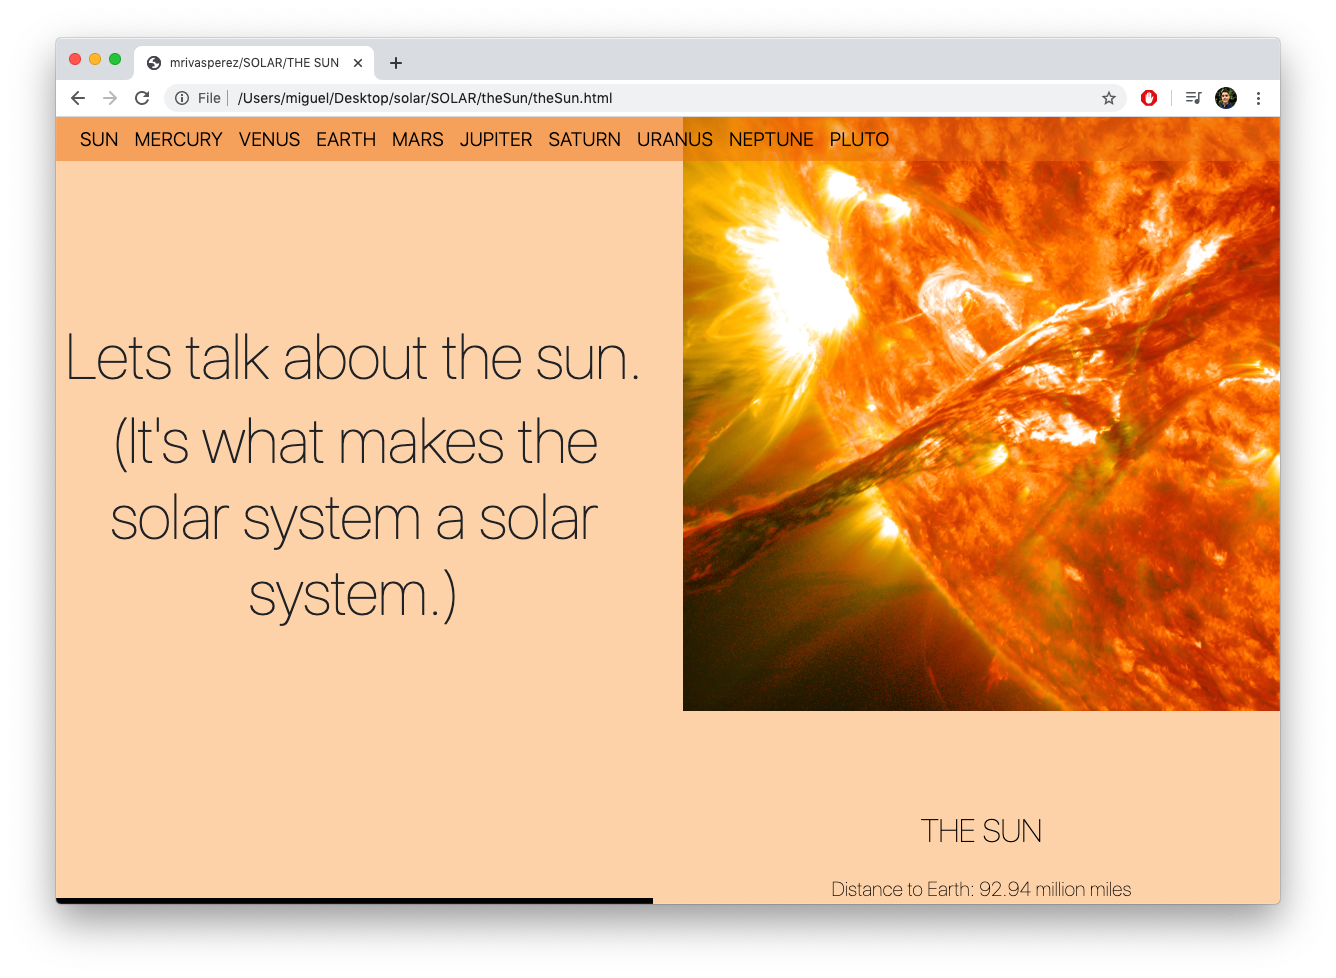 mrivasperez/SOLAR/THE SUN
File /Users/miguel/Desktop/solar/SOLAR/theSun/theSun.html
SUN MERCURY VENUS EARTH MARS JUPITER SATURN URANUS NEPTUNE PLUTO
Lets talk about the sun.
(It's what makes the
solar system a solar
system.)
THE SUN
Distance to Earth: 92.94 million miles